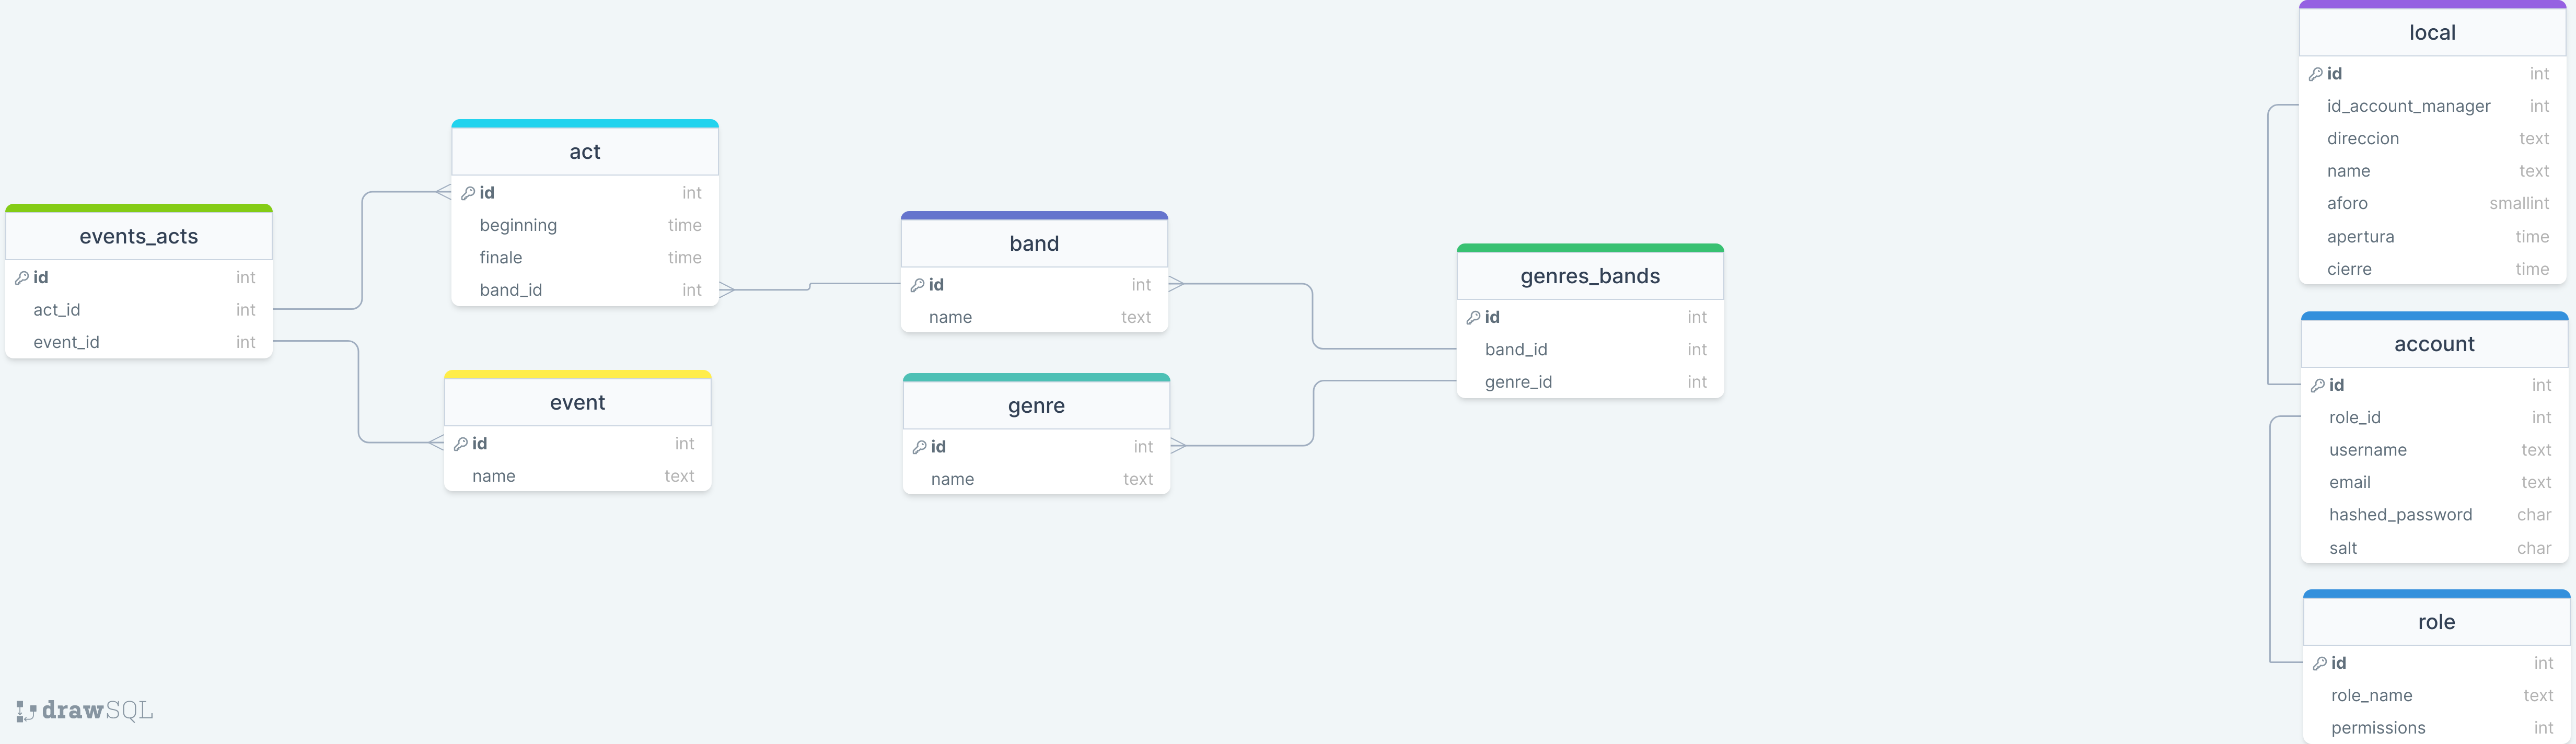 events_acts
id int
act_id int
event_id int
act
id int
beginning time
finale time
band_id int
event
id int
name text
band
id int
name text
genre
id int
name text
genres_bands
id int
band_id int
genre_id int
local
id int
id_account_manager int
direccion text
name text
aforo smallint
apertura time
cierre time
account
id int
role_id int
username text
email text
hashed_password char
salt char
role
id int
role_name text
permissions int
drawSQL